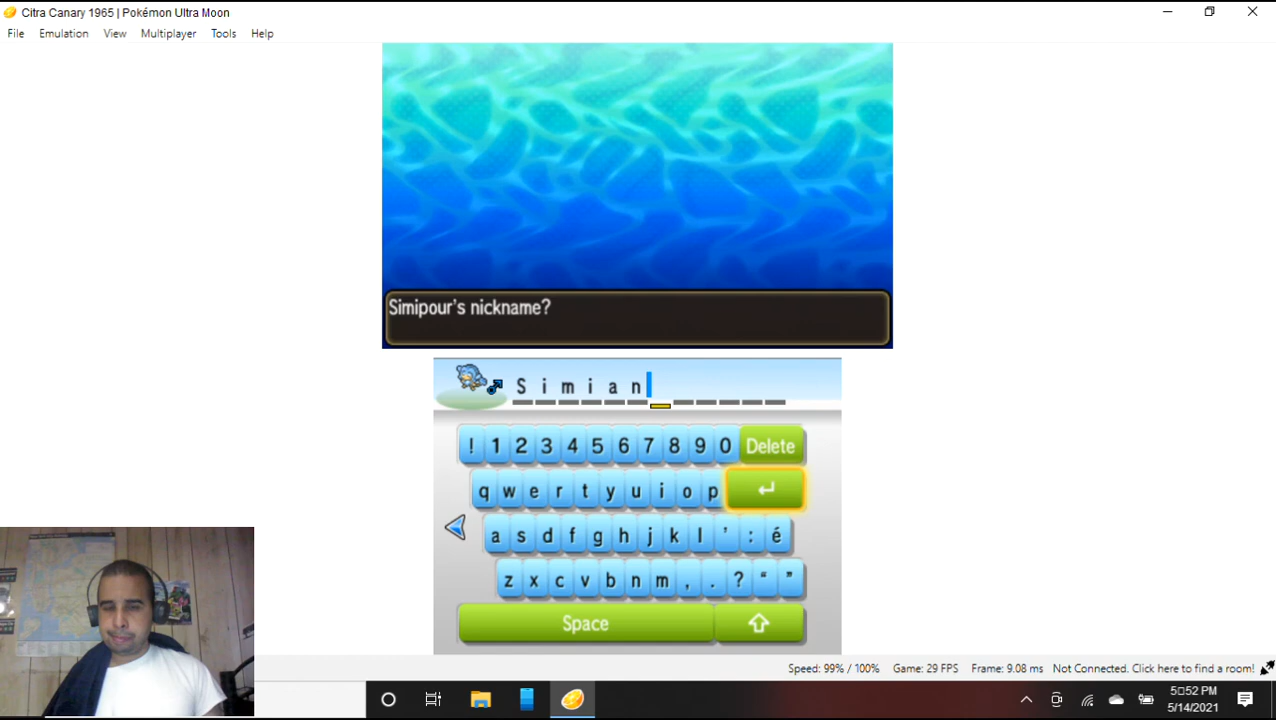 Citra Canary 1965 | Pokémon Ultra Moon
File Emulation View Multiplayer Tools Help
Simipour's nickname?
Simian
! 1 2 3 4 5 6 7 8 9 0 Delete
q w e r t y u i o p
a s d f g h j k l ' : é
z x c v b n m , . ? “ ”
Space
Speed: 99% / 100% Game: 29 FPS Frame: 9.08 ms Not Connected. Click here to find a room!
5□52 PM
5/14/2021